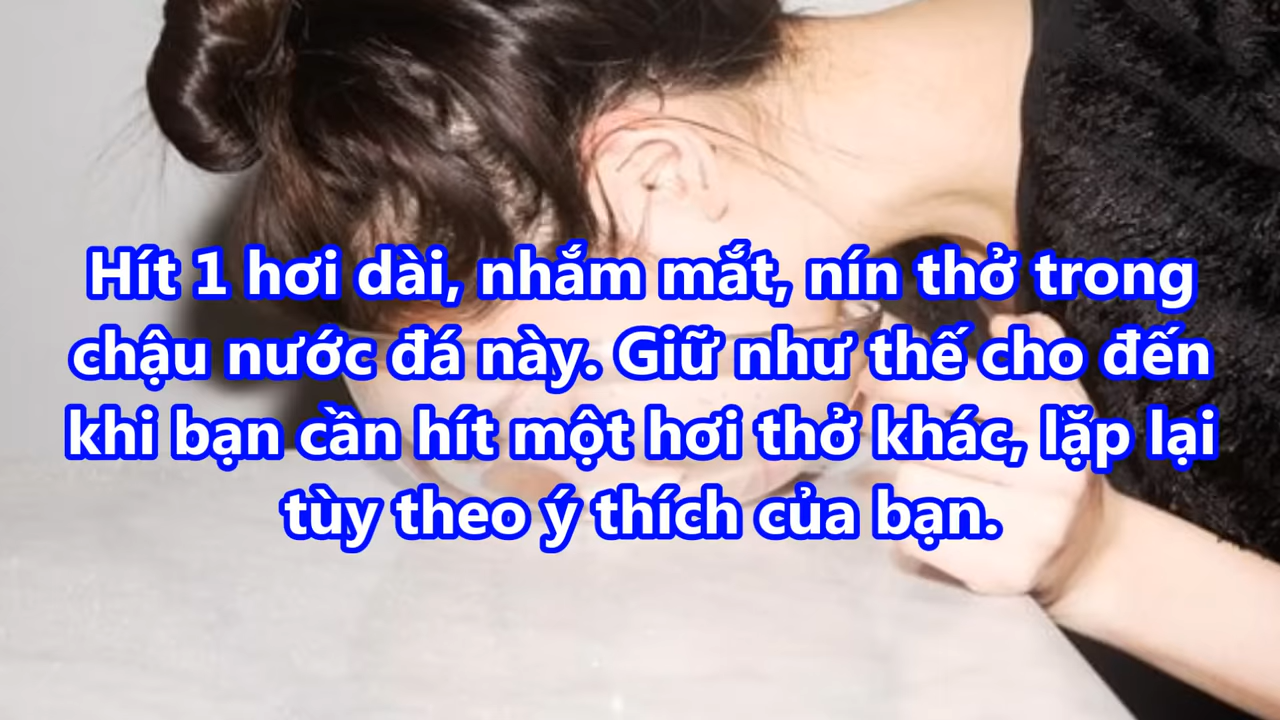 Hít 1 hơi dài, nhắm mắt, nín thở trong
chậu nước đá này. Giữ như thế cho đến
khi bạn cần hít một hơi thở khác, lặp lại
tùy theo ý thích của bạn.